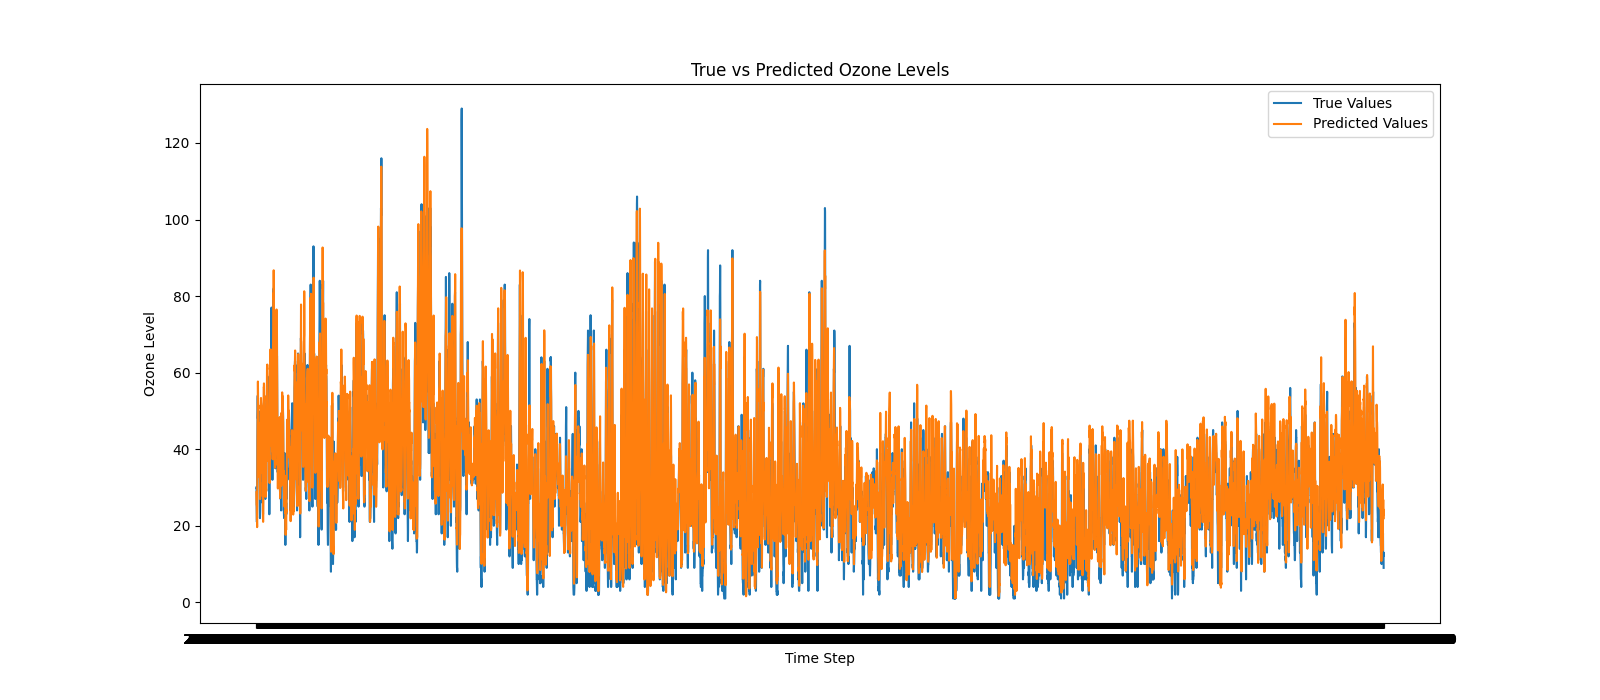 True vs Predicted Ozone Levels
True Values
Predicted Values
120
100
80
60
40
20
0
Ozone Level
Time Step